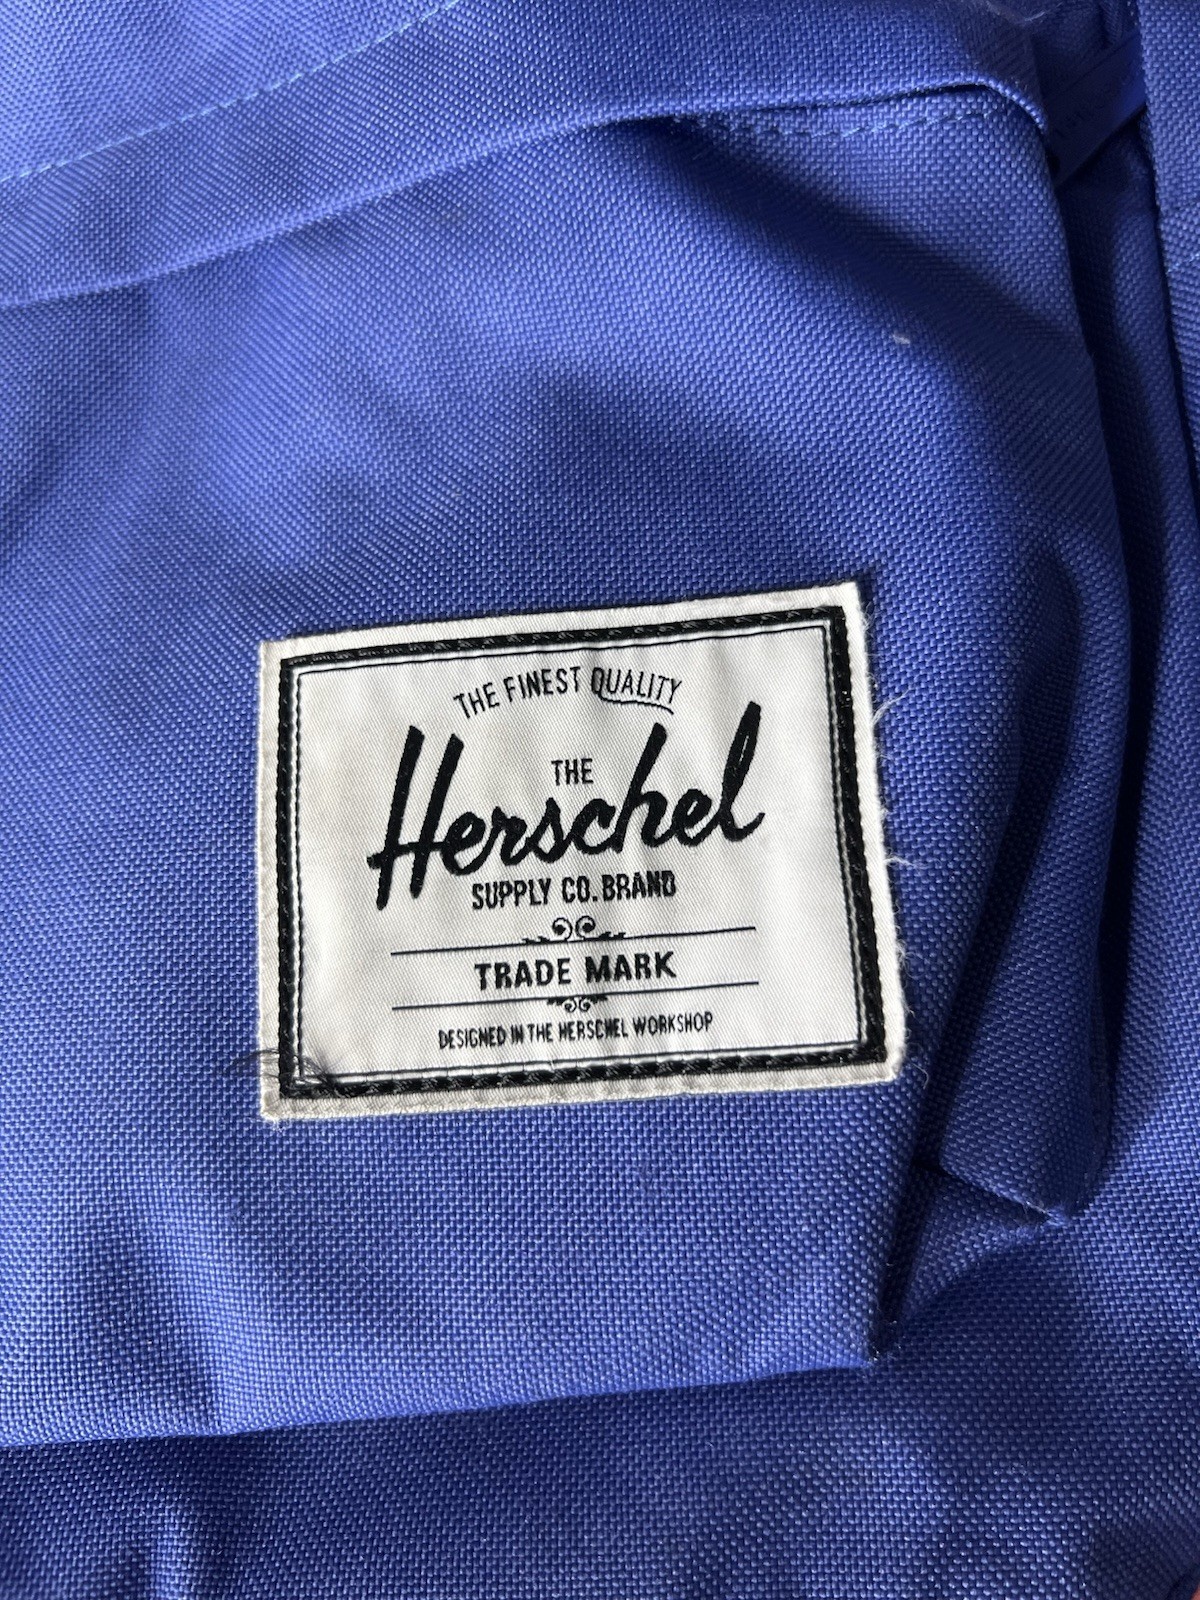 THE FINEST QUALITY
THE
Herschel
SUPPLY CO. BRAND
TRADE MARK
DESIGNED IN THE HERSCHEL WORKSHOP